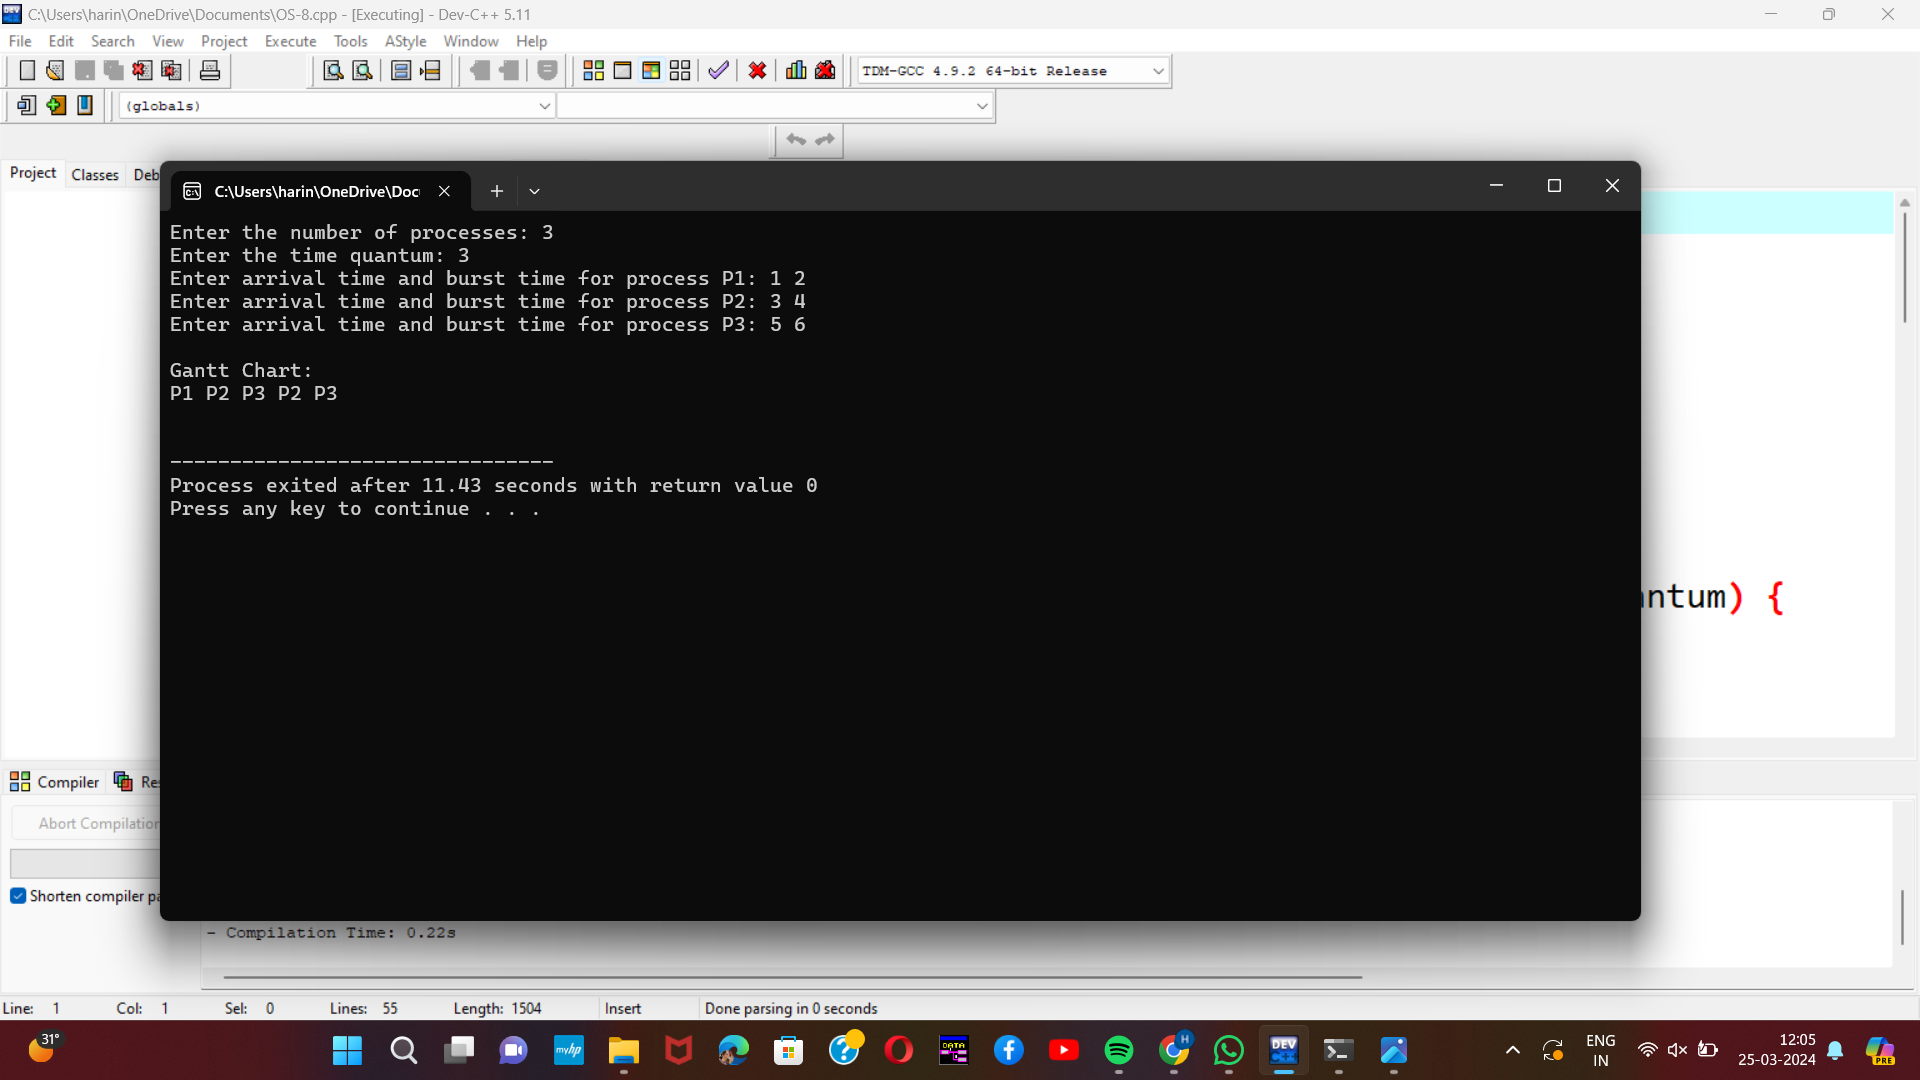 C:\Users\harin\OneDrive\Documents\OS-8.cpp - [Executing] - Dev-C++ 5.11
File Edit Search View Project Execute Tools AStyle Window Help
TDM-GCC 4.9.2 64-bit Release
(globals)
Project Classes Deb
C:\Users\harin\OneDrive\Doc
Enter the number of processes: 3
Enter the time quantum: 3
Enter arrival time and burst time for process P1: 1 2
Enter arrival time and burst time for process P2: 3 4
Enter arrival time and burst time for process P3: 5 6
Gantt Chart:
P1 P2 P3 P2 P3
--------------------------------
Process exited after 11.43 seconds with return value 0
Press any key to continue . . .
ntum) {
Compiler Res
Abort Compilation
Shorten compiler pa
- Compilation Time: 0.22s
Line: 1 Col: 1 Sel: 0 Lines: 55 Length: 1504 Insert Done parsing in 0 seconds
31°
myhp
DATA
H
DEV
C++
ENG
IN
12:05
25-03-2024
PRE